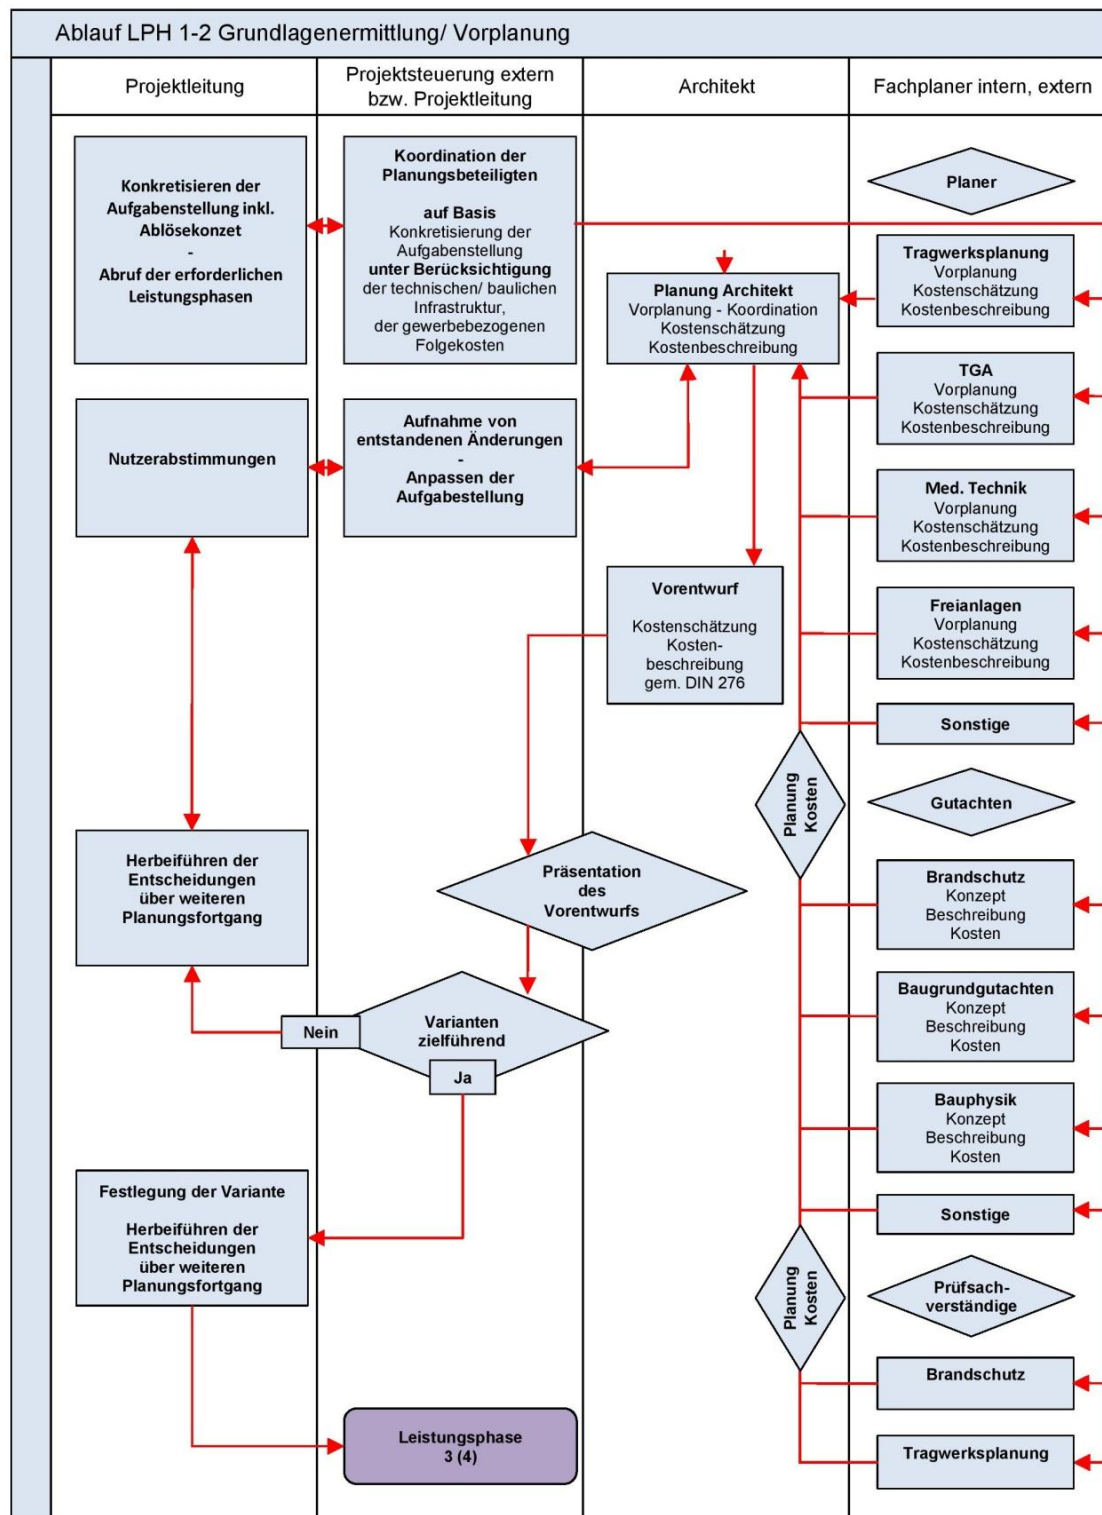 Ablauf LPH 1-2 Grundlagenermittlung/ Vorplanung
Projektleitung
Projektsteuerung extern
bzw. Projektleitung
Architekt
Fachplaner intern, extern
Konkretisieren der
Aufgabenstellung inkl.
Ablösekonzet
-
Abruf der erforderlichen
Leistungsphasen
Koordination der
Planungsbeteiligten
auf Basis
Konkretisierung der
Aufgabenstellung
unter Berücksichtigung
der technischen/ baulichen
Infrastruktur,
der gewerbebezogenen
Folgekosten
Planung Architekt
Vorplanung - Koordination
Kostenschätzung
Kostenbeschreibung
Planer
Tragwerksplanung
Vorplanung
Kostenschätzung
Kostenbeschreibung
TGA
Vorplanung
Kostenschätzung
Kostenbeschreibung
Nutzerabstimmungen
Aufnahme von
entstandenen Änderungen
-
Anpassen der
Aufgabestellung
Med. Technik
Vorplanung
Kostenschätzung
Kostenbeschreibung
Vorentwurf
Kostenschätzung
Kosten-
beschreibung
gem. DIN 276
Freianlagen
Vorplanung
Kostenschätzung
Kostenbeschreibung
Sonstige
Planung
Kosten
Gutachten
Herbeiführen der
Entscheidungen
über weiteren
Planungsfortgang
Präsentation
des
Vorentwurfs
Brandschutz
Konzept
Beschreibung
Kosten
Nein
Varianten
zielführend
Ja
Baugrundgutachten
Konzept
Beschreibung
Kosten
Bauphysik
Konzept
Beschreibung
Kosten
Festlegung der Variante
Herbeiführen der
Entscheidungen
über weiteren
Planungsfortgang
Sonstige
Planung
Kosten
Prüfsach-
verständige
Brandschutz
Leistungsphase
3 (4)
Tragwerksplanung